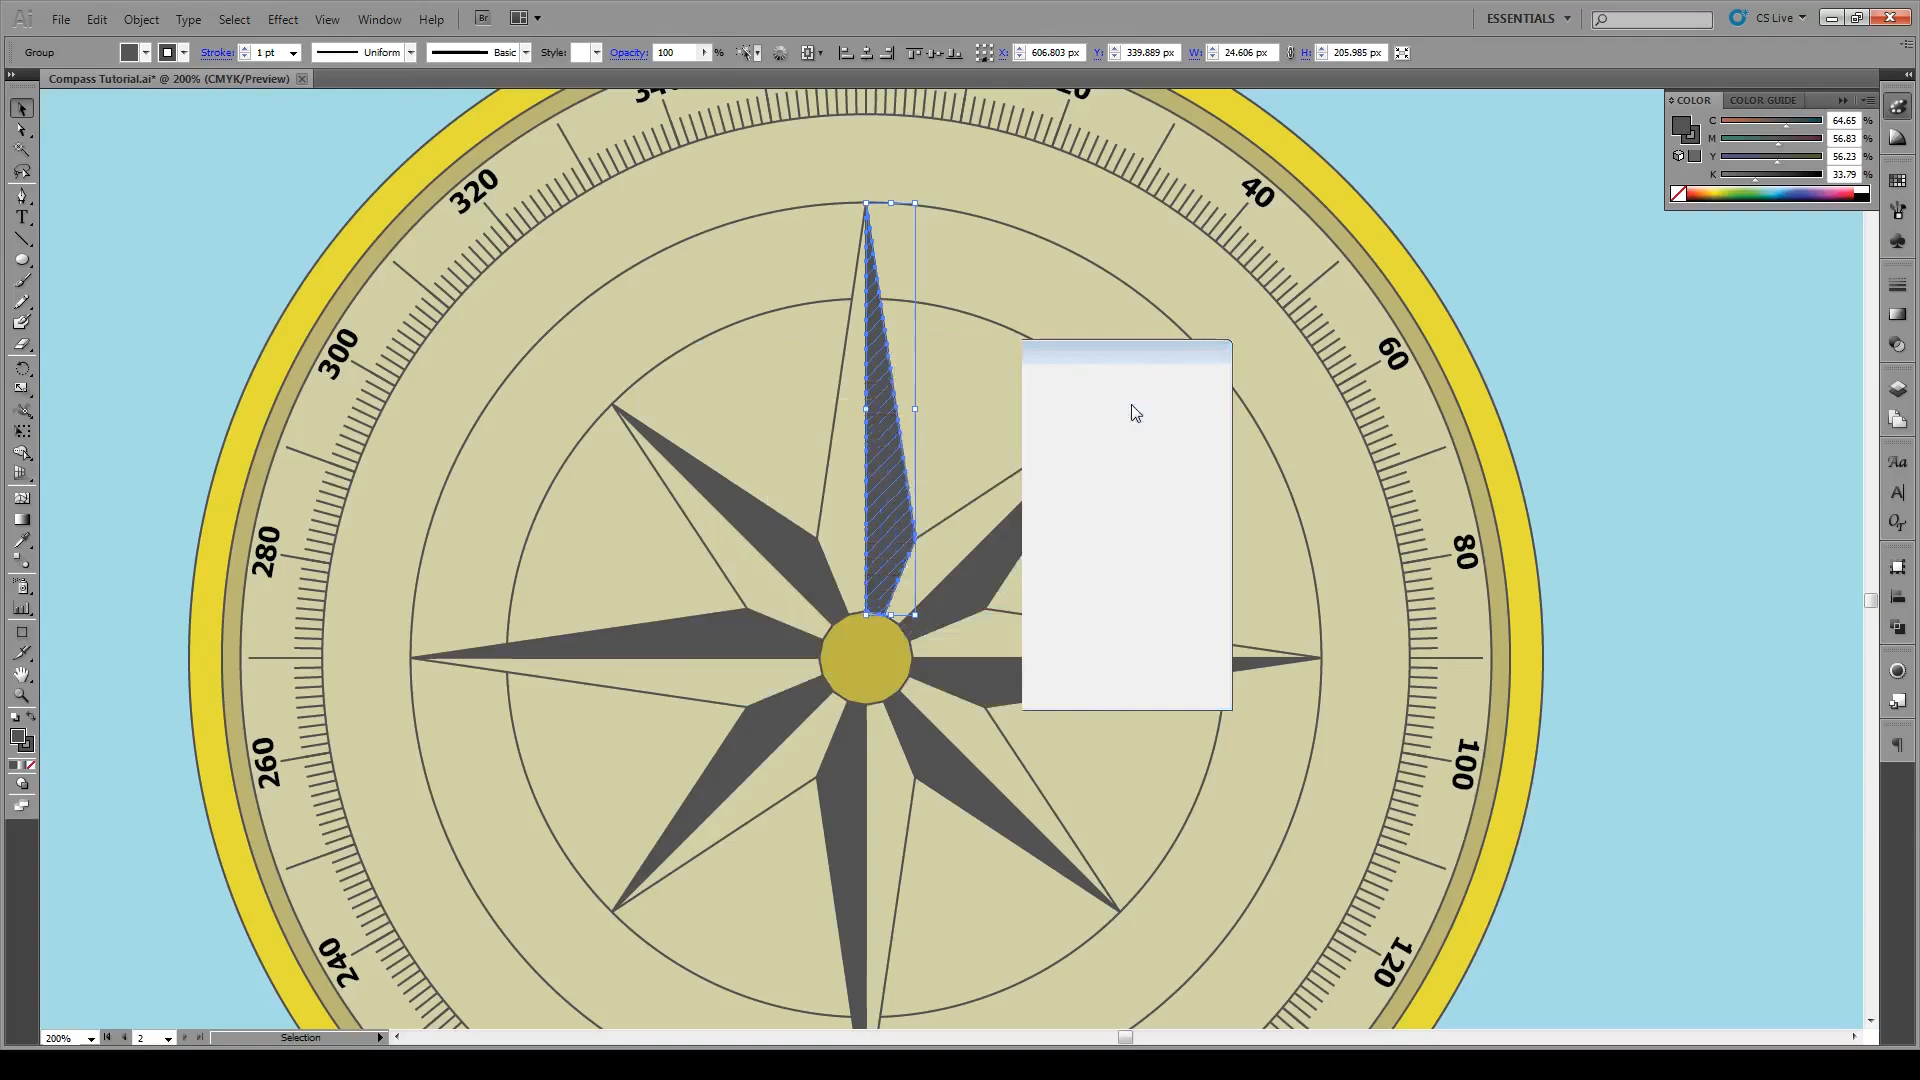 Ai File Edit Object Type Select Effect View Window Help Br ESSENTIALS CS Live
Group Stroke: 1 pt Uniform Basic Style: Opacity: 100 % X: 606.803 px Y: 339.889 px W: 24.606 px H: 205.985 px
Compass Tutorial.ai* @ 200% (CMYK/Preview)
COLOR COLOR GUIDE
C 64.65 %
M 56.83 %
Y 56.23 %
K 33.79 %
320
40
300
60
280
80
260
100
240
120
200% 2 Selection